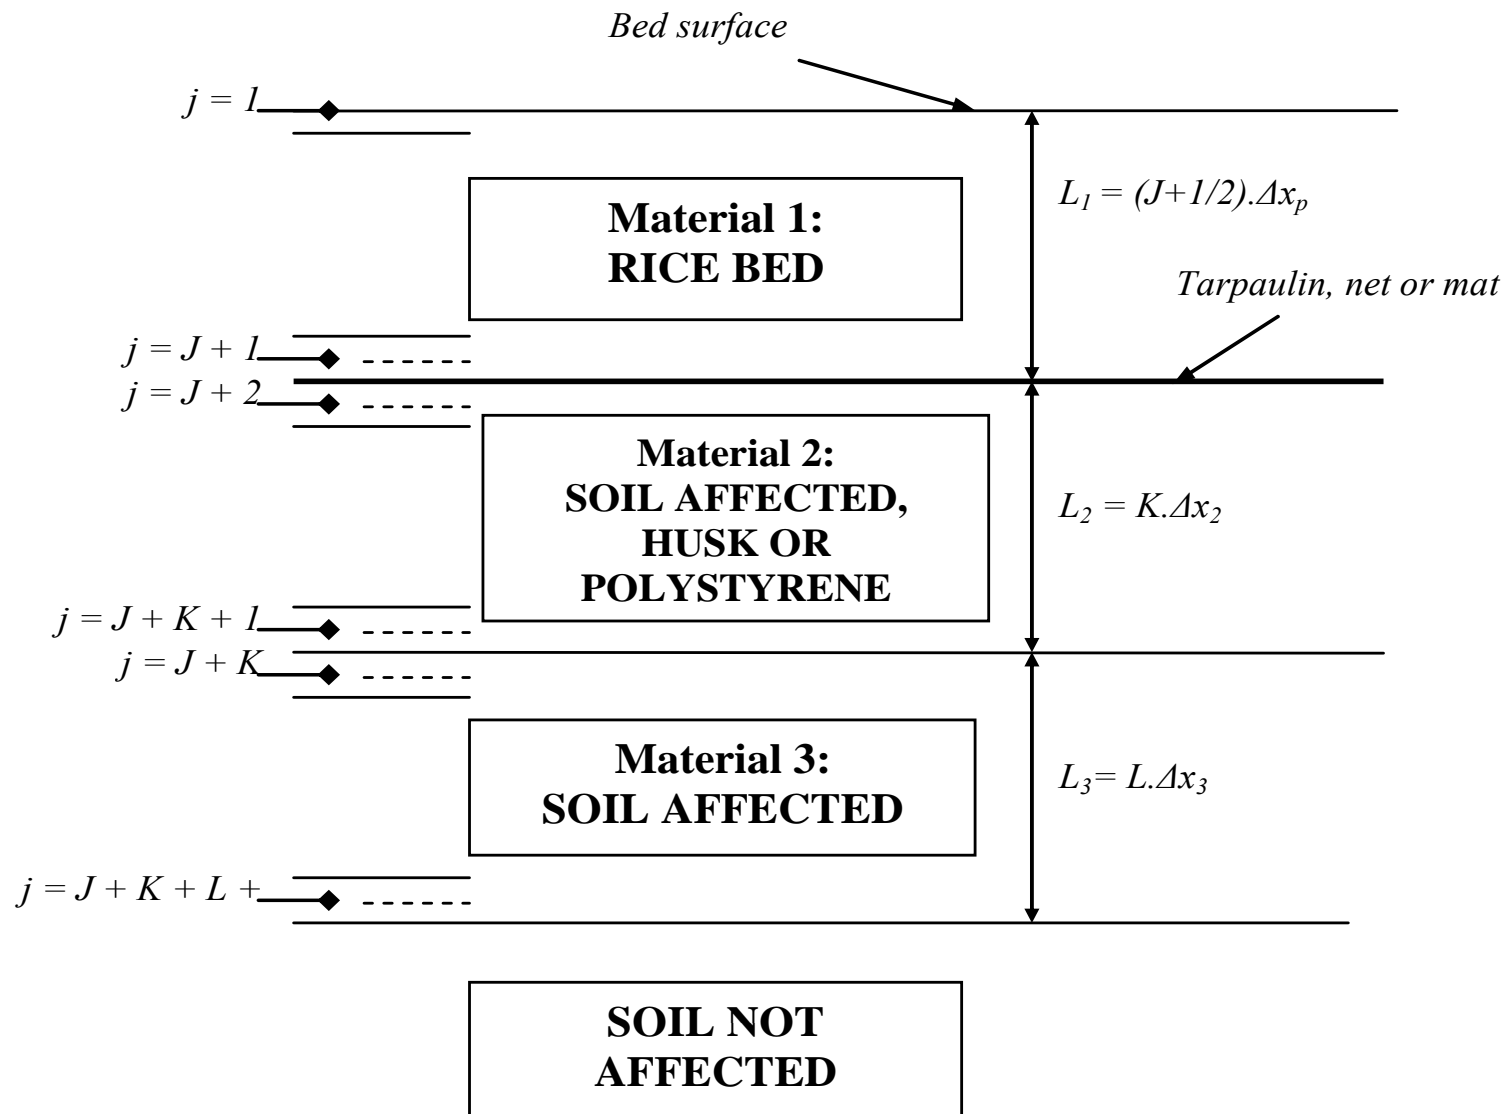 Bed surface
j = 1
L1 = (J+1/2).Δxp
Material 1:
RICE BED
Tarpaulin, net or mat
j = J + 1
j = J + 2
Material 2:
SOIL AFFECTED,
HUSK OR
POLYSTYRENE
L2 = K.Δx2
j = J + K + 1
j = J + K
Material 3:
SOIL AFFECTED
L3= L.Δx3
j = J + K + L +
SOIL NOT
AFFECTED